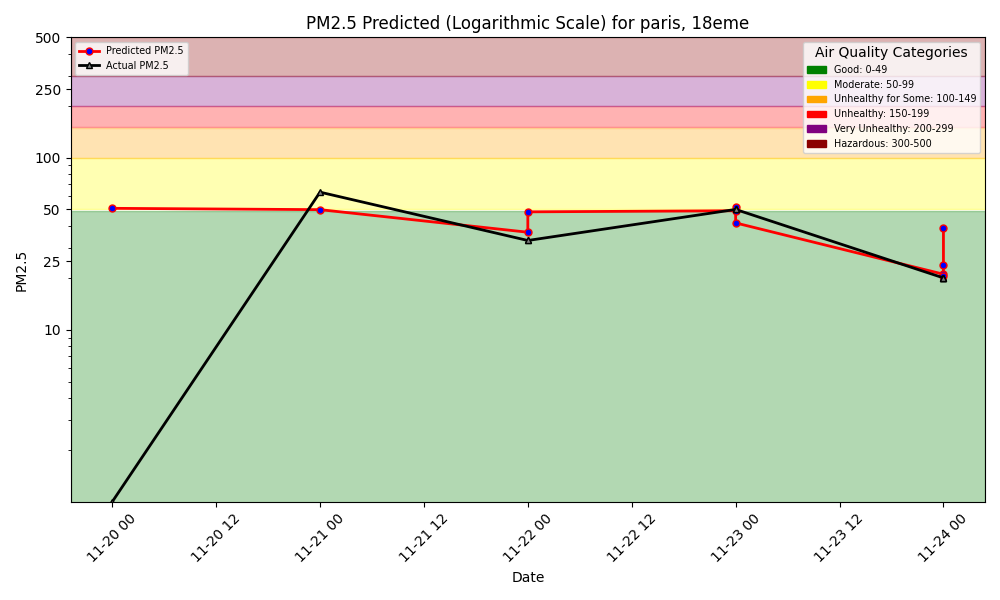 PM2.5 Predicted (Logarithmic Scale) for paris, 18eme
Predicted PM2.5
Actual PM2.5
Air Quality Categories
Good: 0-49
Moderate: 50-99
Unhealthy for Some: 100-149
Unhealthy: 150-199
Very Unhealthy: 200-299
Hazardous: 300-500
PM2.5
500
250
100
50
25
10
11-20 00
11-20 12
11-21 00
11-21 12
11-22 00
11-22 12
11-23 00
11-23 12
11-24 00
Date